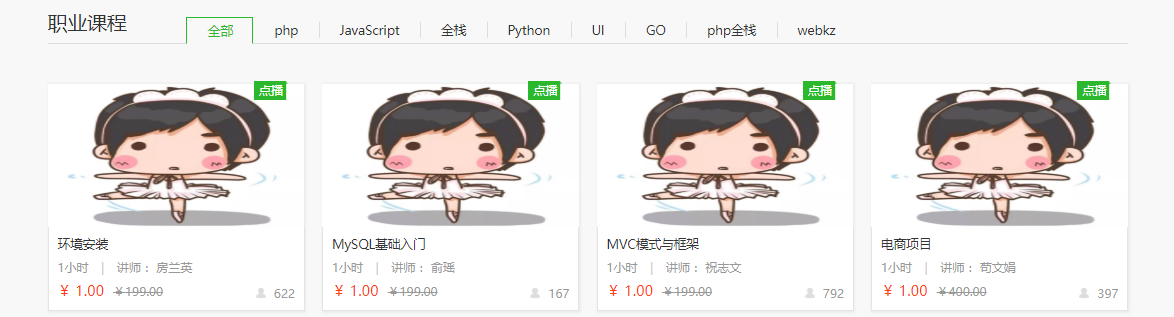 职业课程
全部 php JavaScript 全栈 Python UI GO php全栈 webkz
点播 点播 点播 点播
环境安装
1小时 | 讲师： 房兰英
¥ 1.00 ¥199.00 622
MySQL基础入门
1小时 | 讲师： 俞瑶
¥ 1.00 ¥199.00 167
MVC模式与框架
1小时 | 讲师： 祝志文
¥ 1.00 ¥199.00 792
电商项目
1小时 | 讲师： 苟文娟
¥ 1.00 ¥400.00 397